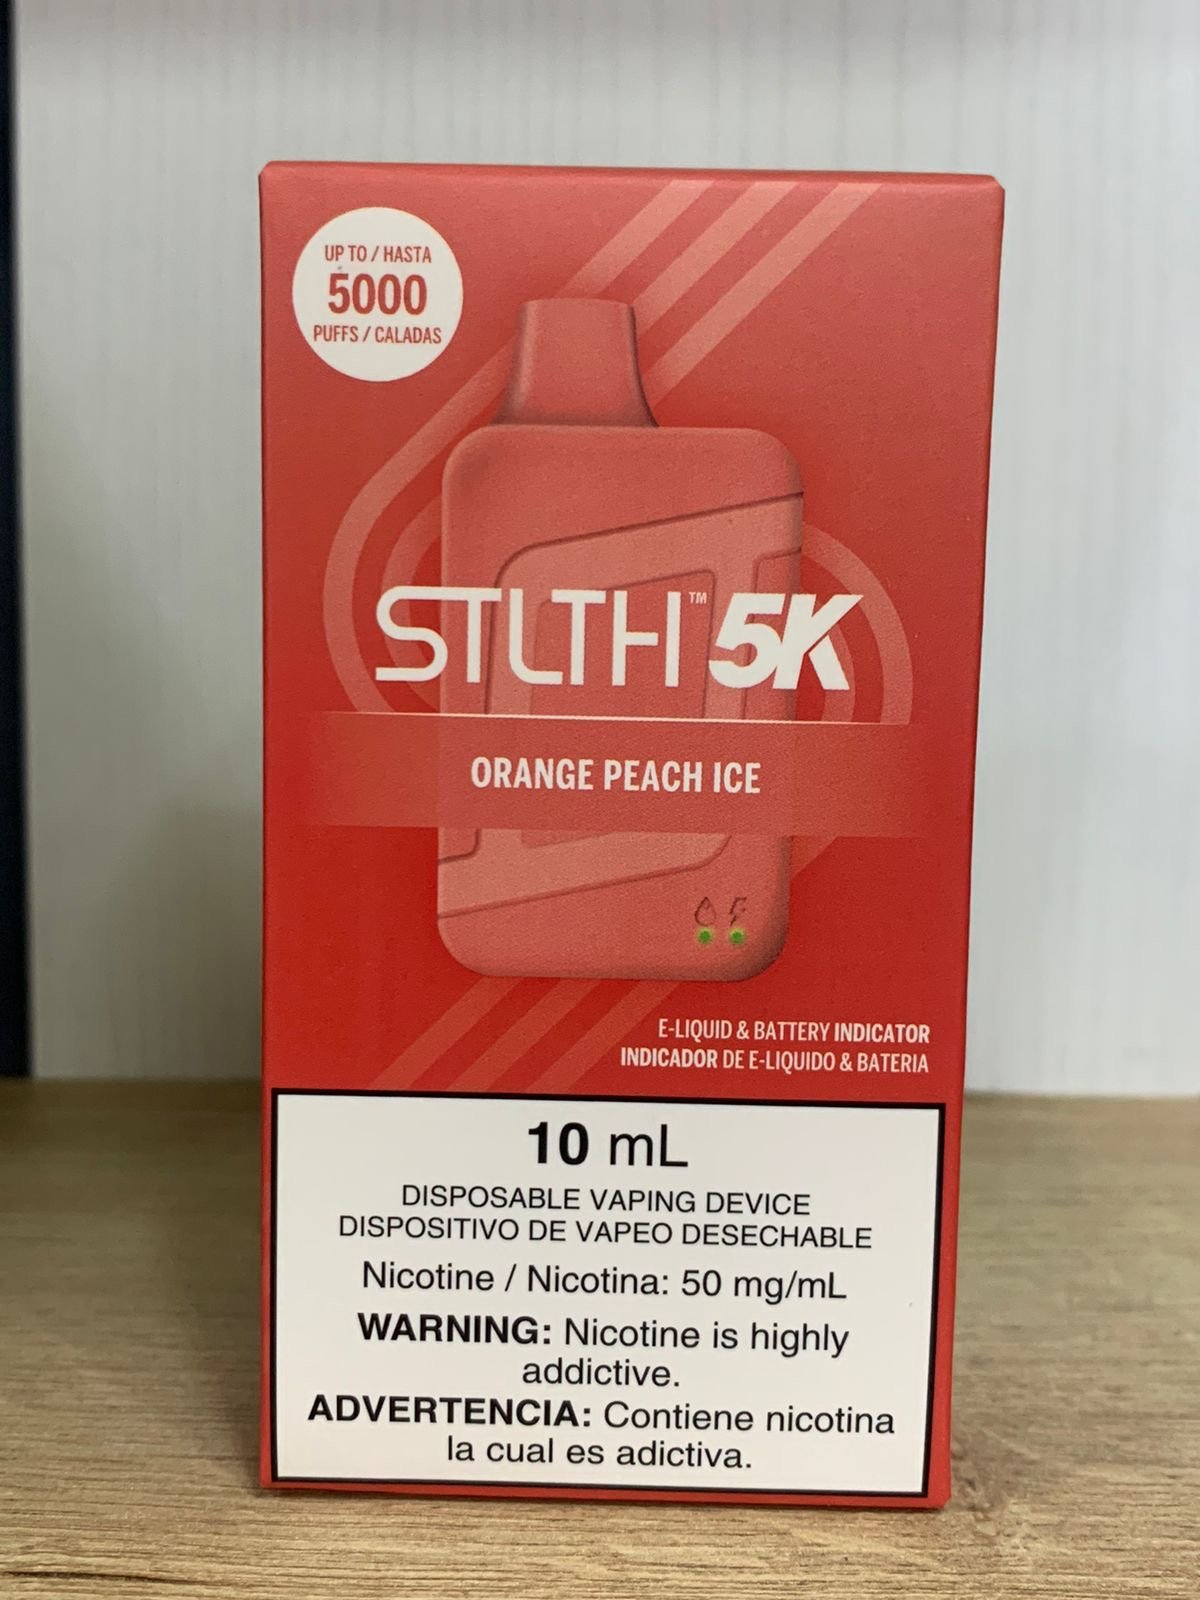 UP TO / HASTA
5000
PUFFS / CALADAS
STLTH™ 5K
ORANGE PEACH ICE
E-LIQUID & BATTERY INDICATOR
INDICADOR DE E-LIQUIDO & BATERIA
10 mL
DISPOSABLE VAPING DEVICE
DISPOSITIVO DE VAPEO DESECHABLE
Nicotine / Nicotina: 50 mg/mL
WARNING: Nicotine is highly
addictive.
ADVERTENCIA: Contiene nicotina
la cual es adictiva.